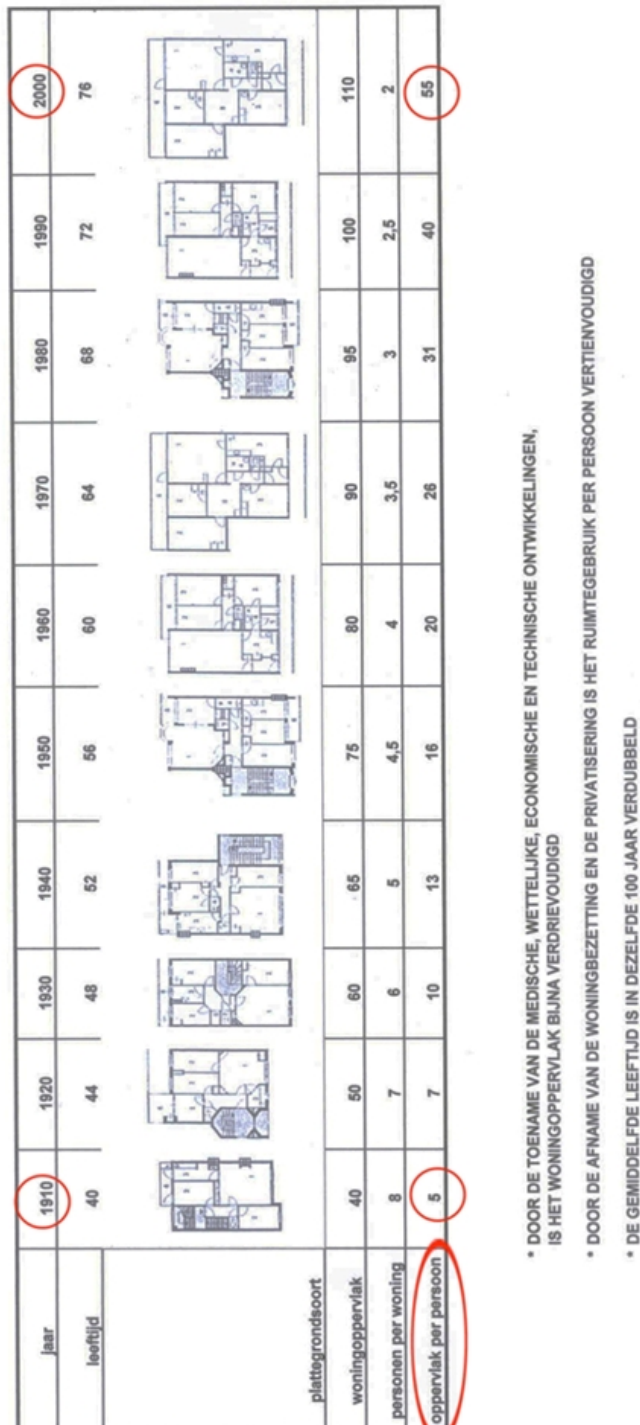 jaar 1910 1920 1930 1940 1950 1960 1970 1980 1990 2000
leeftijd 40 44 48 52 56 60 64 68 72 76
plattegrondsoort
woningoppervlak 40 50 60 65 75 80 90 95 100 110
personen per woning 8 7 6 5 4,5 4 3,5 3 2,5 2
oppervlak per persoon 5 7 10 13 16 20 26 31 40 55
* DOOR DE TOENAME VAN DE MEDISCHE, WETTELIJKE, ECONOMISCHE EN TECHNISCHE ONTWIKKELINGEN,
IS HET WONINGOPPERVLAK BIJNA VERDRIEVOUDIGD
* DOOR DE AFNAME VAN DE WONINGBEZETTING EN DE PRIVATISERING IS HET RUIMTEGEBRUIK PER PERSOON VERTIENVOUDIGD
* DE GEMIDDELFDE LEEFTIJD IS IN DEZELFDE 100 JAAR VERDUBBELD